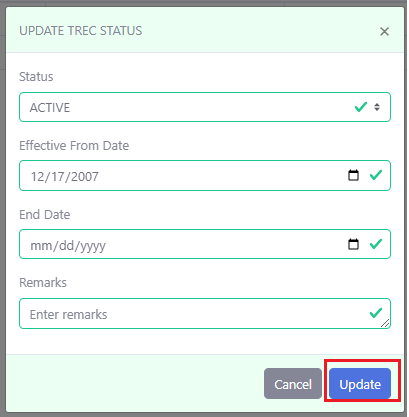 UPDATE TREC STATUS ×
Status
ACTIVE
Effective From Date
12/17/2007
End Date
mm/dd/yyyy
Remarks
Enter remarks
Cancel Update